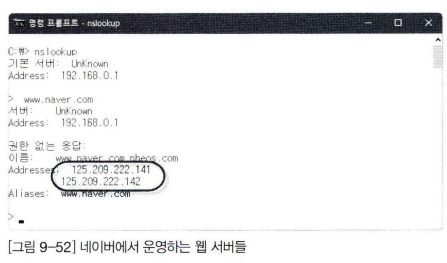 명령 프롬프트 - nslookup
C:₩> nslookup
기본 서버: UnKnown
Address: 192.168.0.1
> www.naver.com
서버: UnKnown
Address: 192.168.0.1
권한 없는 응답:
이름: www.naver.com.nheos.com
Addresses: 125.209.222.141
125.209.222.142
Aliases: www.naver.com
>
[그림 9-52] 네이버에서 운영하는 웹 서버들